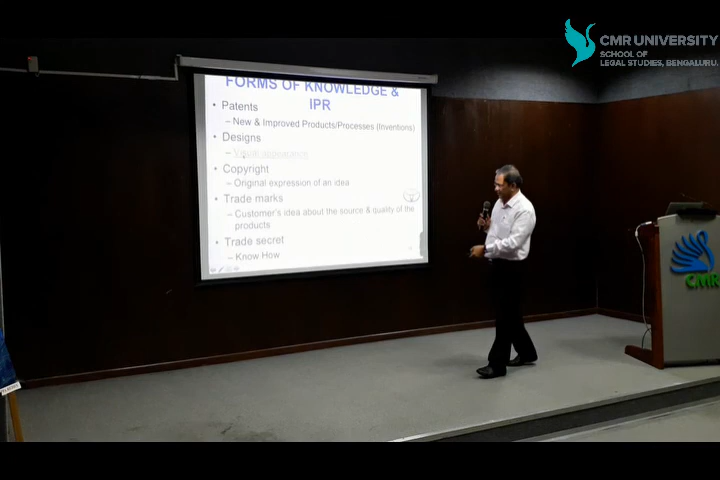 CMR UNIVERSITY
SCHOOL OF
LEGAL STUDIES, BENGALURU.
FORMS OF KNOWLEDGE &
IPR
• Patents
– New & Improved Products/Processes (Inventions)
• Designs
–
• Copyright
– Original expression of an idea
• Trade marks
– Customer's idea about the source & quality of the
products
• Trade secret
– Know How
CMR